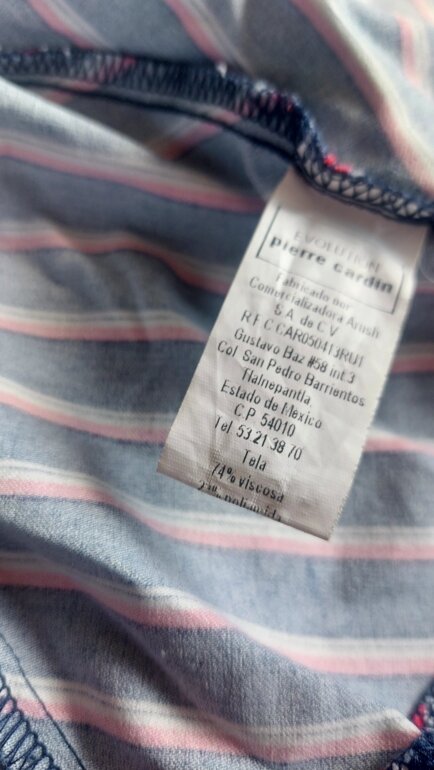 EVOLUTION
pierre cardin
Fabricado por
Comercializadora Arush
S.A. de C.V
R F C CAR050413RU1
Gustavo Baz #58 int 3
Col San Pedro Barrientos
Tlalnepantla,
Estado de México
C.P 54010
Tel 53 21 38 70
Tela
74% viscosa
poliamida